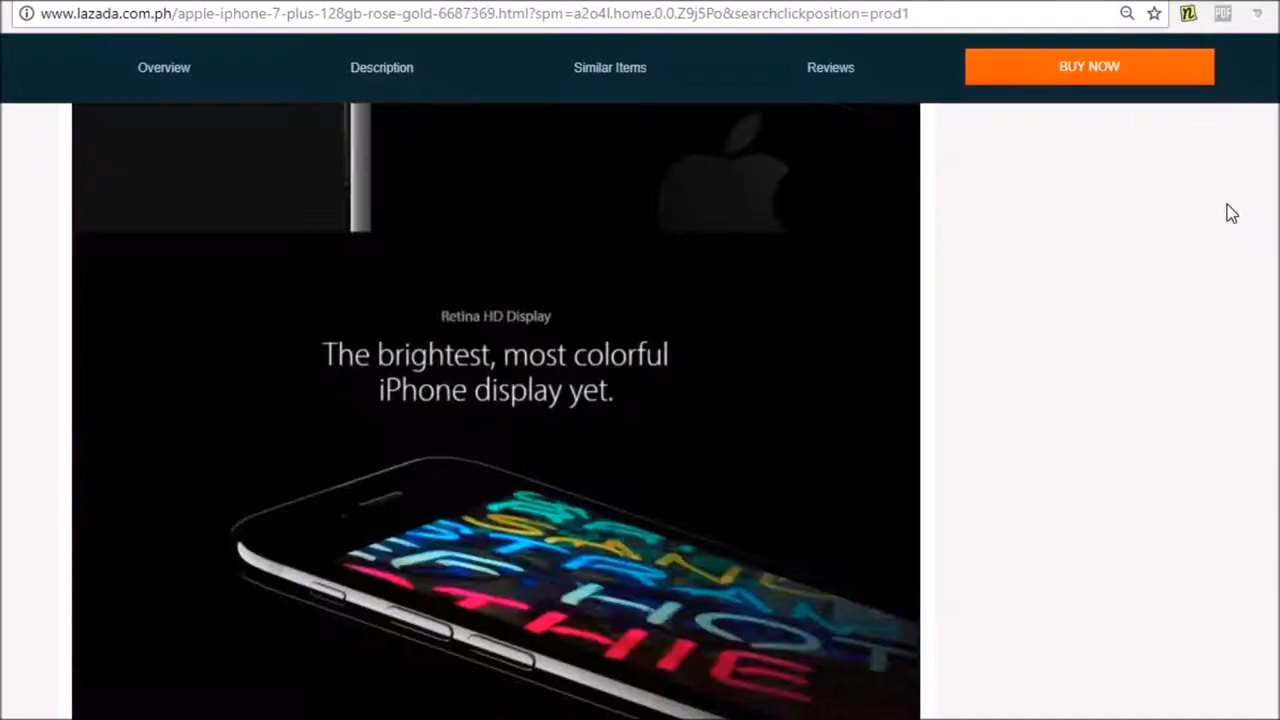 www.lazada.com.ph/apple-iphone-7-plus-128gb-rose-gold-6687369.html?spm=a2o4l.home.0.0.Z9j5Po&searchclickposition=prod1
PDF
Overview
Description
Similar Items
Reviews
BUY NOW
Retina HD Display
The brightest, most colorful
iPhone display yet.